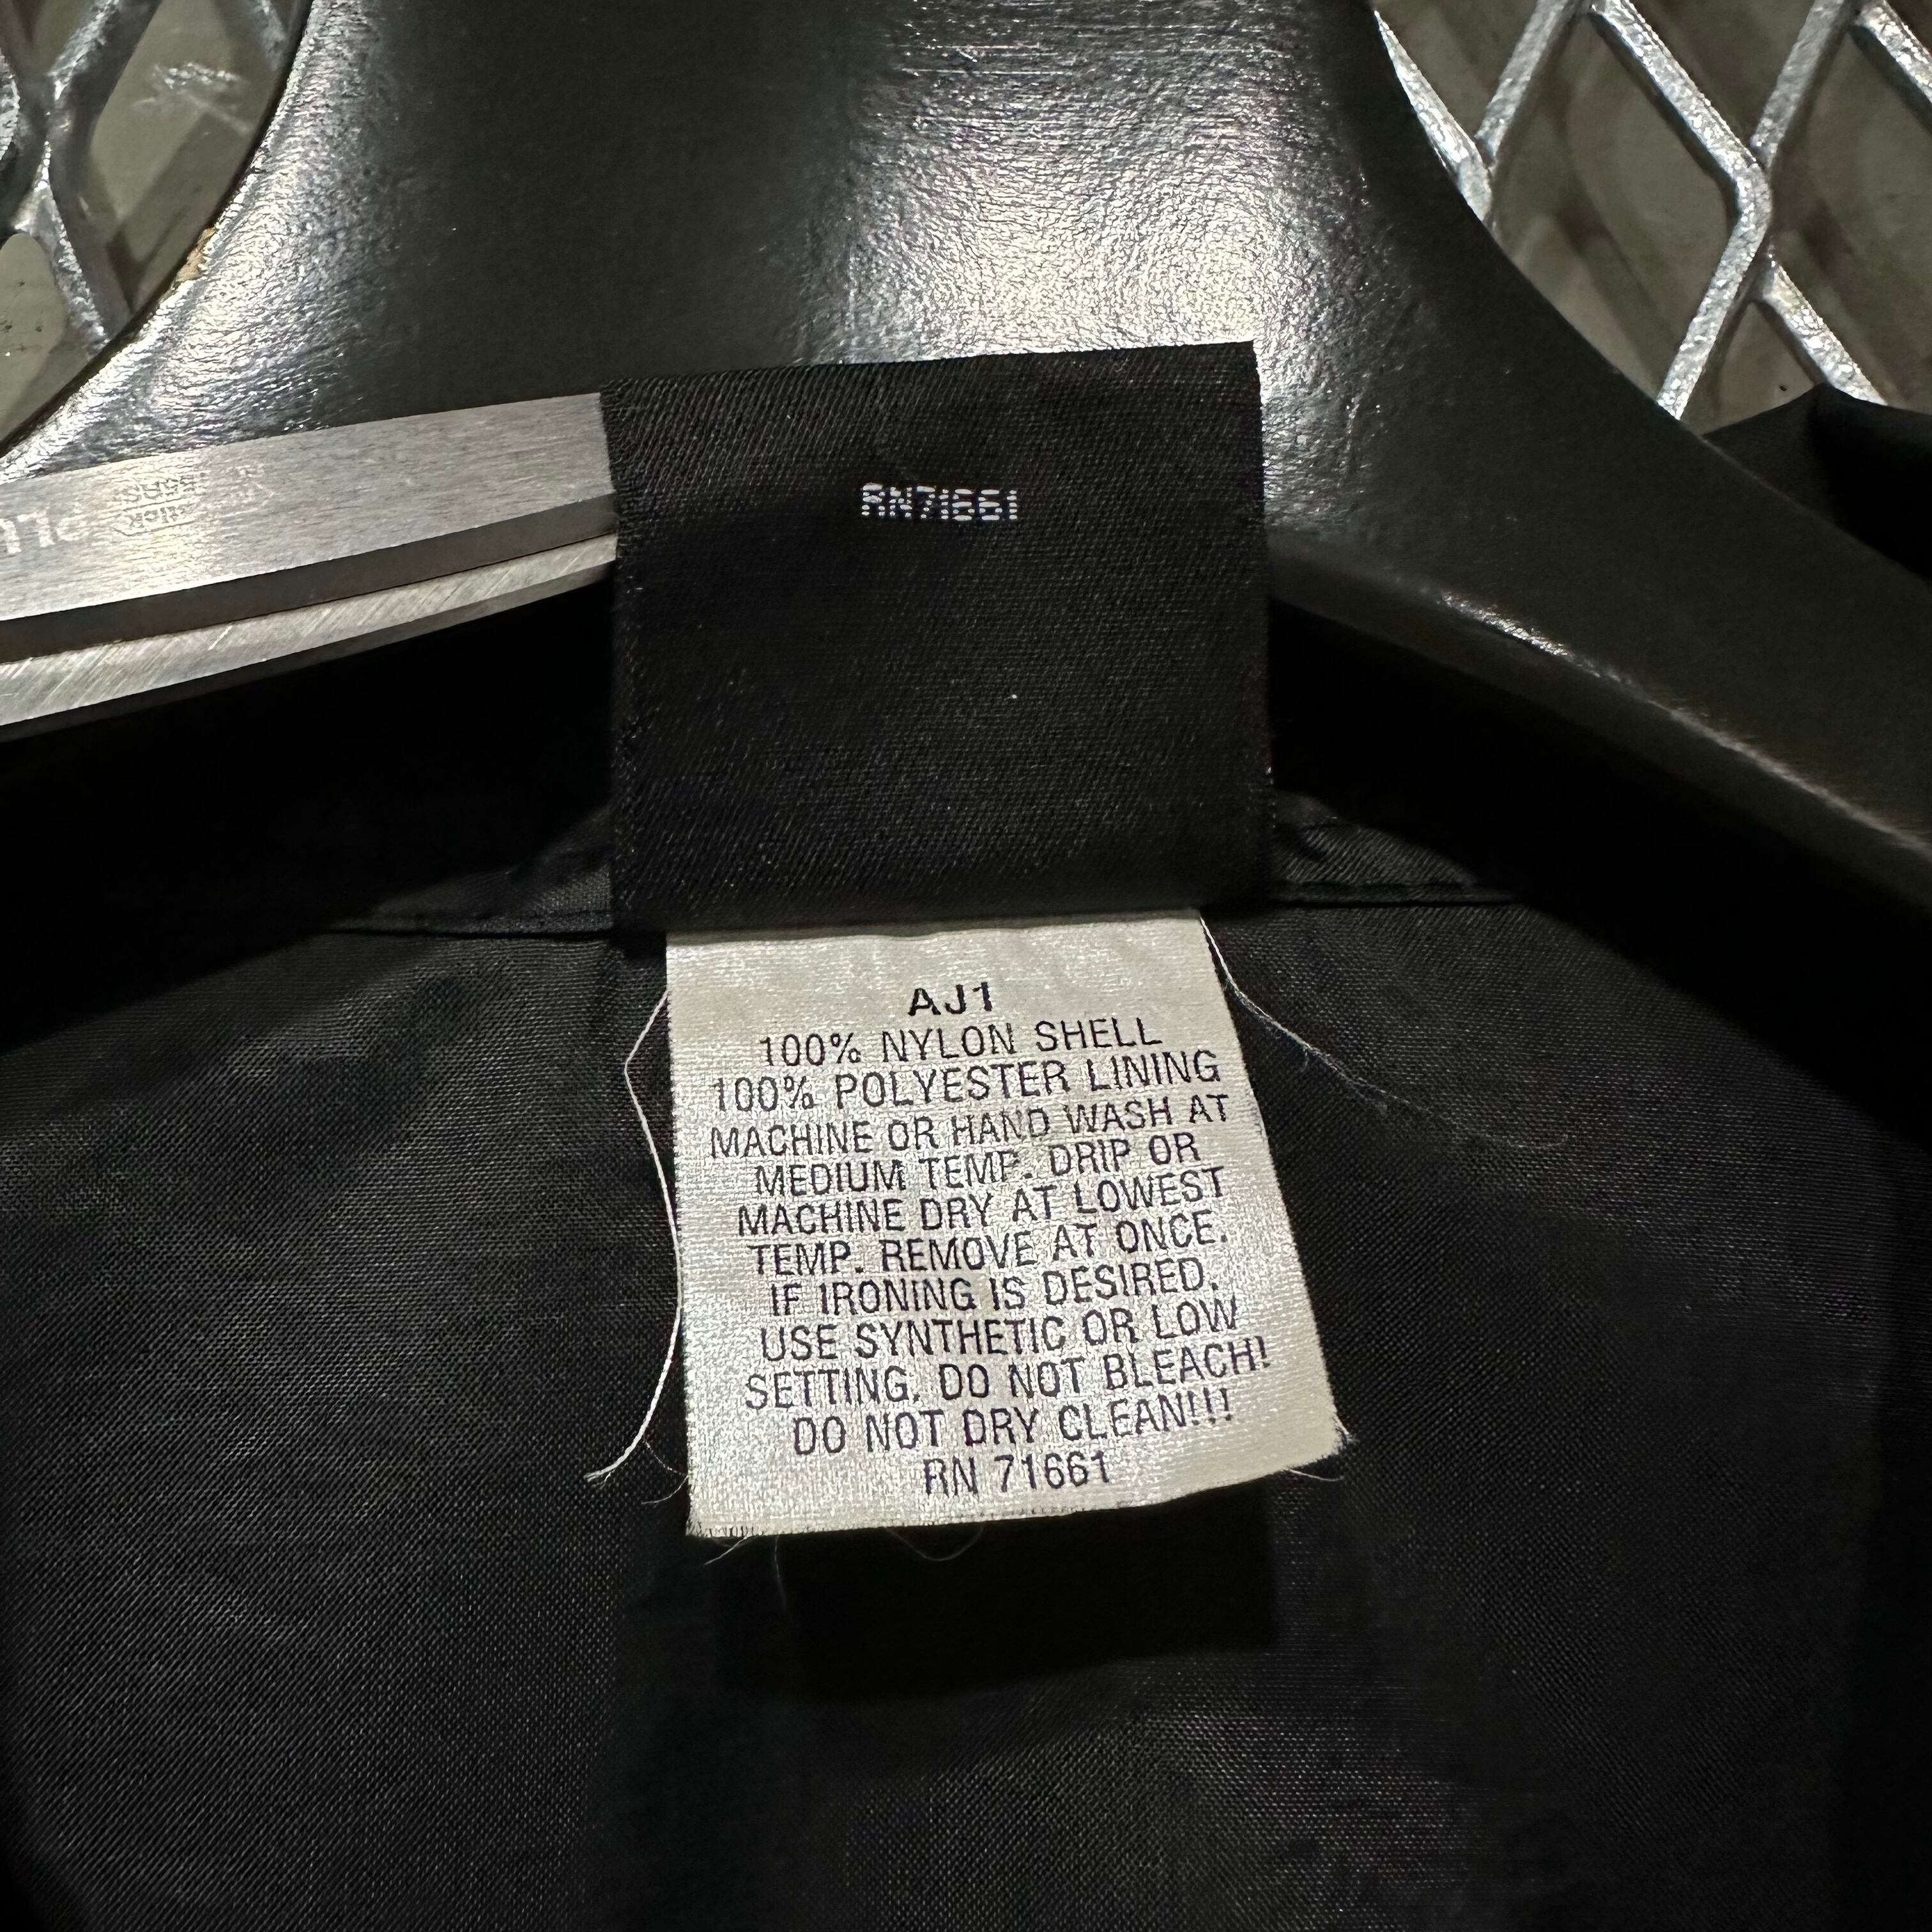 RN71661
AJ1
100% NYLON SHELL
100% POLYESTER LINING
MACHINE OR HAND WASH AT
MEDIUM TEMP. DRIP OR
MACHINE DRY AT LOWEST
TEMP. REMOVE AT ONCE.
IF IRONING IS DESIRED,
USE SYNTHETIC OR LOW
SETTING. DO NOT BLEACH!
DO NOT DRY CLEAN!!!
RN 71661